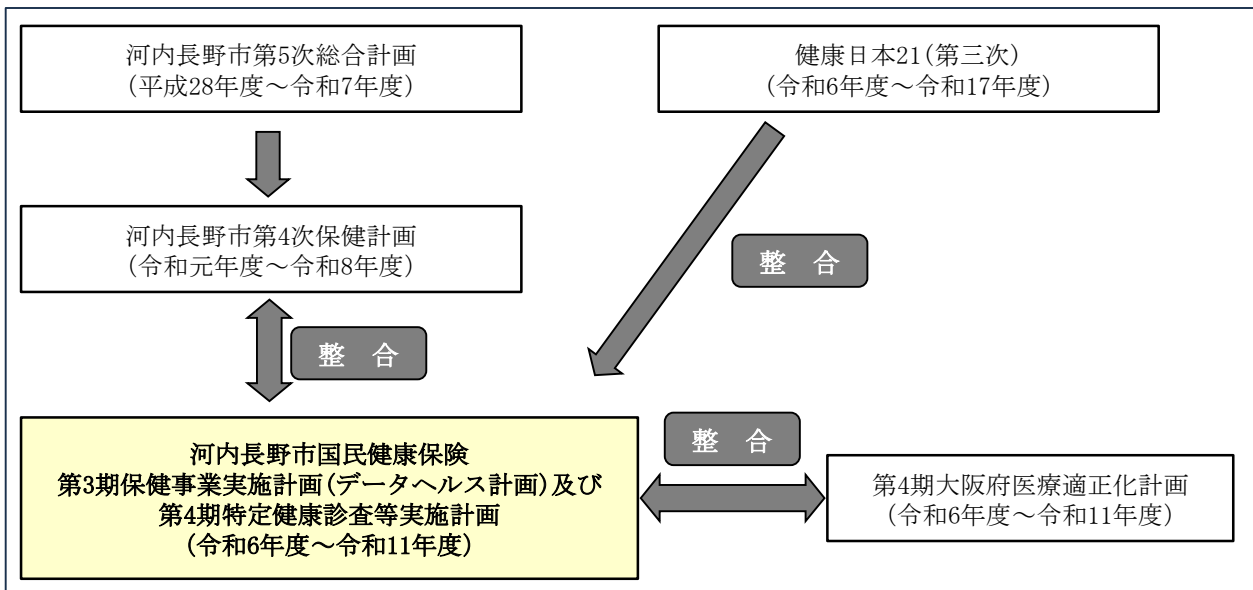 河内長野市第5次総合計画
（平成28年度～令和7年度）
健康日本21（第三次）
（令和6年度～令和17年度）
河内長野市第4次保健計画
（令和元年度～令和8年度）
整　合
整　合
河内長野市国民健康保険
第3期保健事業実施計画（データヘルス計画）及び
第4期特定健康診査等実施計画
（令和6年度～令和11年度）
整　合
第4期大阪府医療適正化計画
（令和6年度～令和11年度）